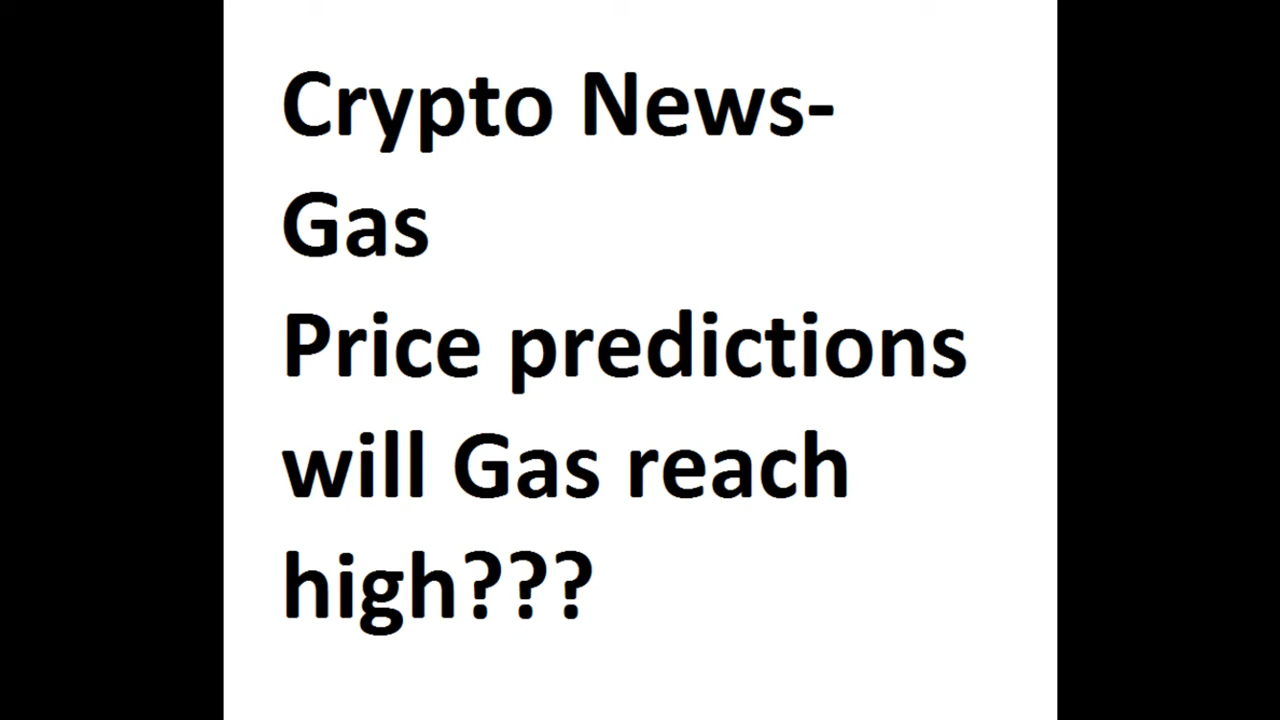 Crypto News-
Gas
Price predictions
will Gas reach
high???